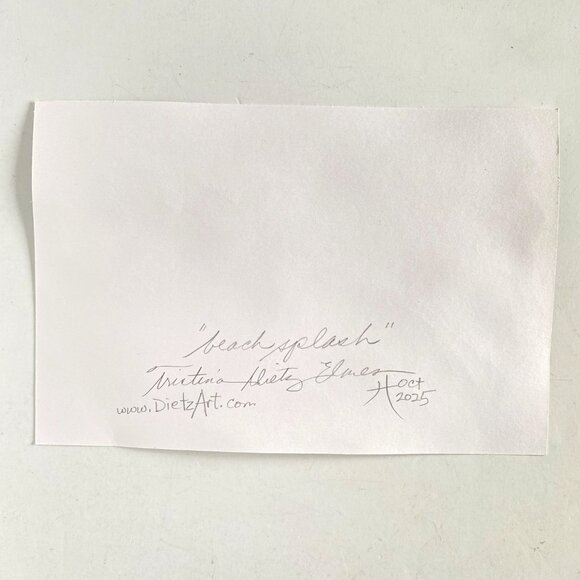 "beach splash"
Tristina Dietz Elmes
www.DietzArt.com
Oct
2025